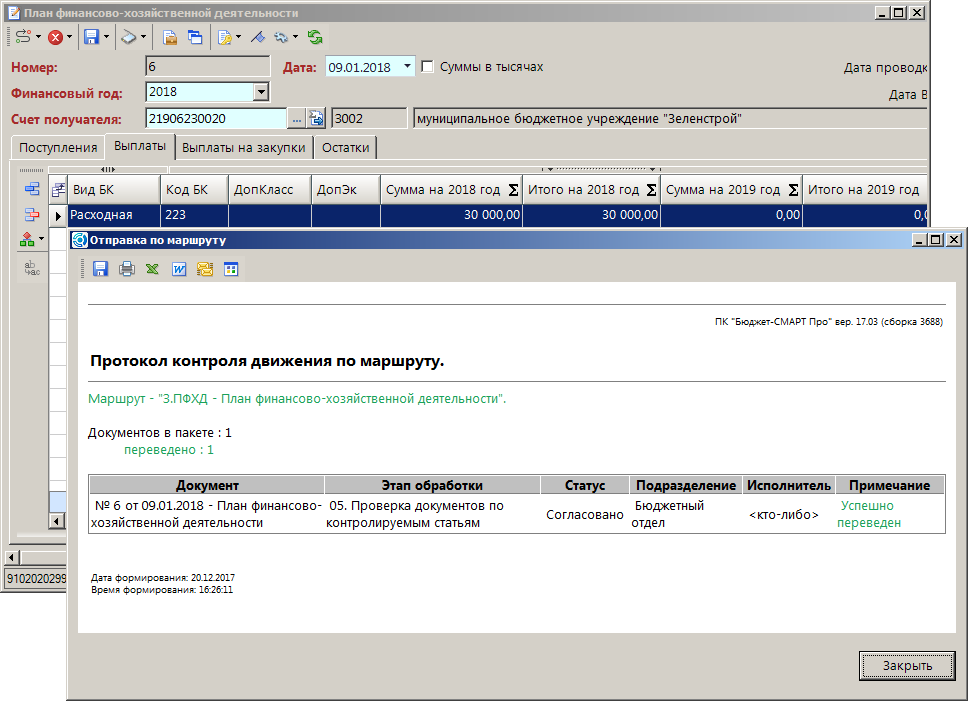 План финансово-хозяйственной деятельности
Номер: 6 Дата: 09.01.2018 Суммы в тысячах Дата проводк
Финансовый год: 2018 Дата В
Счет получателя: 21906230020 ... 3002 муниципальное бюджетное учреждение "Зеленстрой"
Поступления Выплаты Выплаты на закупки Остатки
Вид БК Код БК ДопКласс ДопЭк Сумма на 2018 год Σ Итого на 2018 год Σ Сумма на 2019 год Σ Итого на 2019 год
Расходная 223 30 000,00 30 000,00 0,00 0,0
ab
ac
Отправка по маршруту
ПК "Бюджет-СМАРТ Про" вер. 17.03 (сборка 3688)
Протокол контроля движения по маршруту.
Маршрут - "3.ПФХД - План финансово-хозяйственной деятельности".
Документов в пакете : 1
переведено : 1
Документ Этап обработки Статус Подразделение Исполнитель Примечание
№ 6 от 09.01.2018 - План финансово- 05. Проверка документов по Согласовано Бюджетный <кто-либо> Успешно
хозяйственной деятельности контролируемым статьям отдел переведен
9102020299
Дата формирования: 20.12.2017
Время формирования: 16:26:11
Закрыть